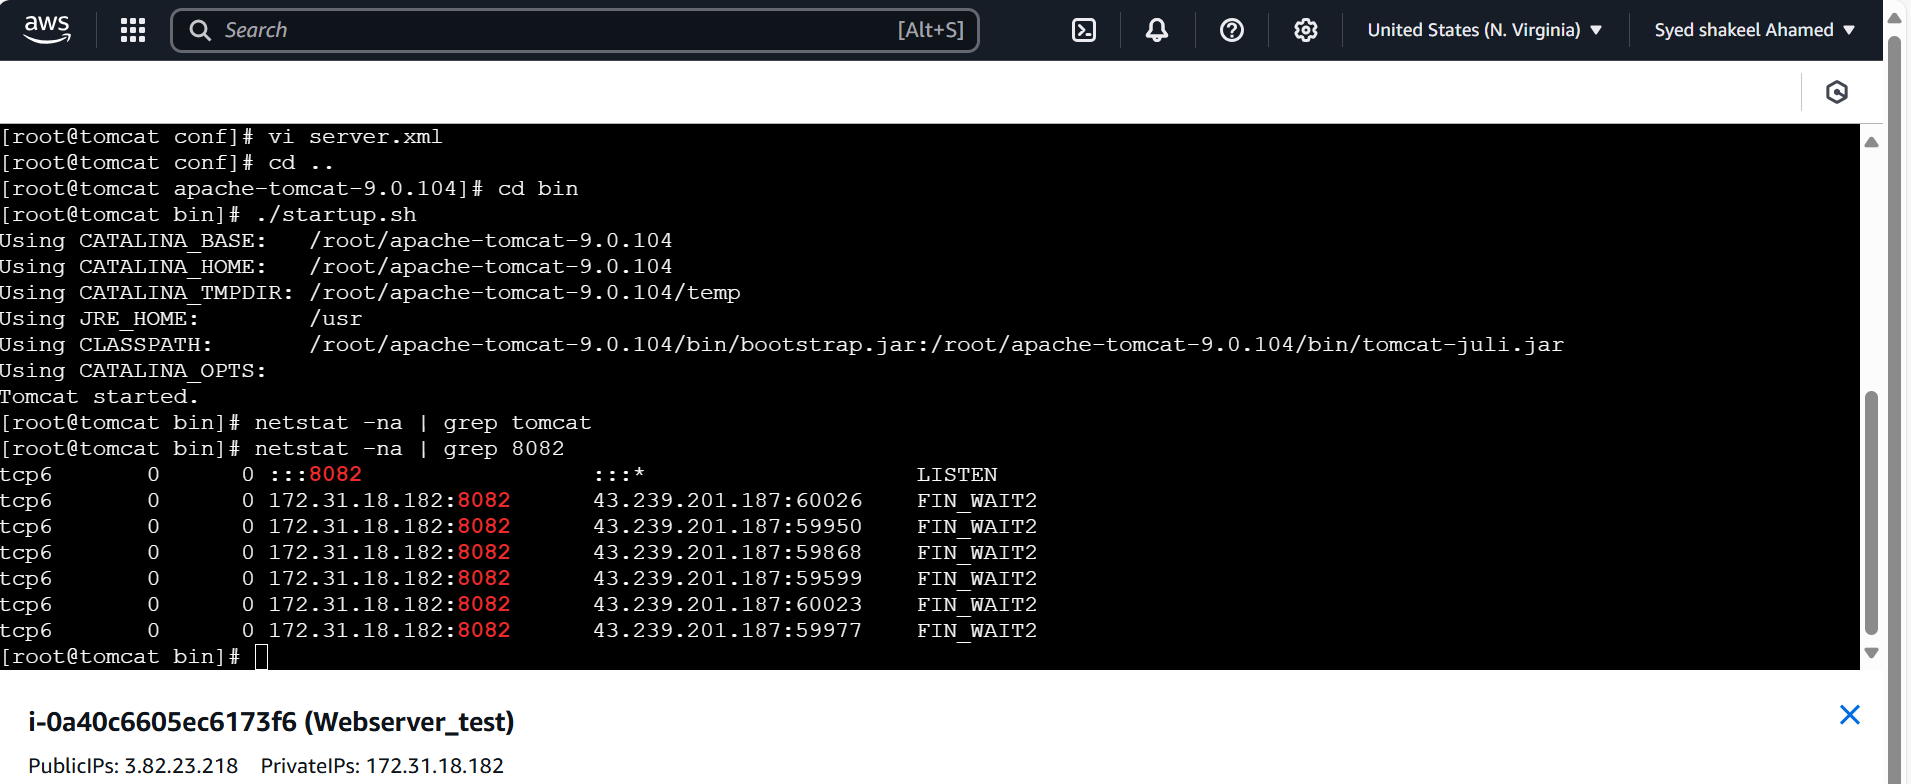 aws
Search [Alt+S]
United States (N. Virginia)
Syed shakeel Ahamed
[root@tomcat conf]# vi server.xml
[root@tomcat conf]# cd ..
[root@tomcat apache-tomcat-9.0.104]# cd bin
[root@tomcat bin]# ./startup.sh
Using CATALINA_BASE:   /root/apache-tomcat-9.0.104
Using CATALINA_HOME:   /root/apache-tomcat-9.0.104
Using CATALINA_TMPDIR: /root/apache-tomcat-9.0.104/temp
Using JRE_HOME:        /usr
Using CLASSPATH:       /root/apache-tomcat-9.0.104/bin/bootstrap.jar:/root/apache-tomcat-9.0.104/bin/tomcat-juli.jar
Using CATALINA_OPTS:
Tomcat started.
[root@tomcat bin]# netstat -na | grep tomcat
[root@tomcat bin]# netstat -na | grep 8082
tcp6       0      0 :::8082                 :::*                    LISTEN
tcp6       0      0 172.31.18.182:8082      43.239.201.187:60026    FIN_WAIT2
tcp6       0      0 172.31.18.182:8082      43.239.201.187:59950    FIN_WAIT2
tcp6       0      0 172.31.18.182:8082      43.239.201.187:59868    FIN_WAIT2
tcp6       0      0 172.31.18.182:8082      43.239.201.187:59599    FIN_WAIT2
tcp6       0      0 172.31.18.182:8082      43.239.201.187:60023    FIN_WAIT2
tcp6       0      0 172.31.18.182:8082      43.239.201.187:59977    FIN_WAIT2
[root@tomcat bin]#
i-0a40c6605ec6173f6 (Webserver_test)
PublicIPs: 3.82.23.218 PrivateIPs: 172.31.18.182